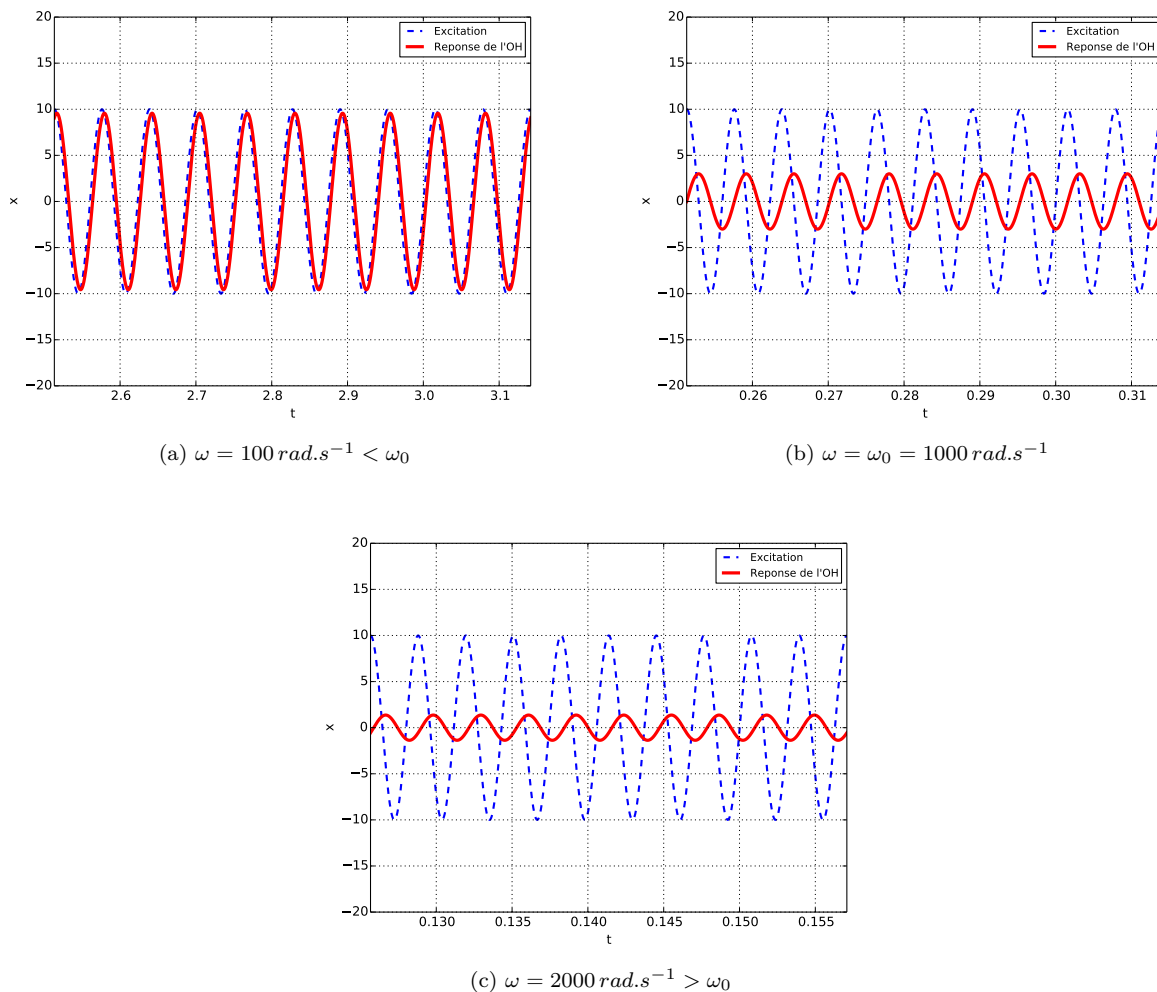 20
15
10
5
0
−5
−10
−15
−20
x
2.6 2.7 2.8 2.9 3.0 3.1
t
Excitation
Reponse de l'OH
(a) ω = 100 rad.s⁻¹ < ω₀
20
15
10
5
0
−5
−10
−15
−20
x
0.26 0.27 0.28 0.29 0.30 0.31
t
Excitation
Reponse de l'OH
(b) ω = ω₀ = 1000 rad.s⁻¹
20
15
10
5
0
−5
−10
−15
−20
x
0.130 0.135 0.140 0.145 0.150 0.155
t
Excitation
Reponse de l'OH
(c) ω = 2000 rad.s⁻¹ > ω₀